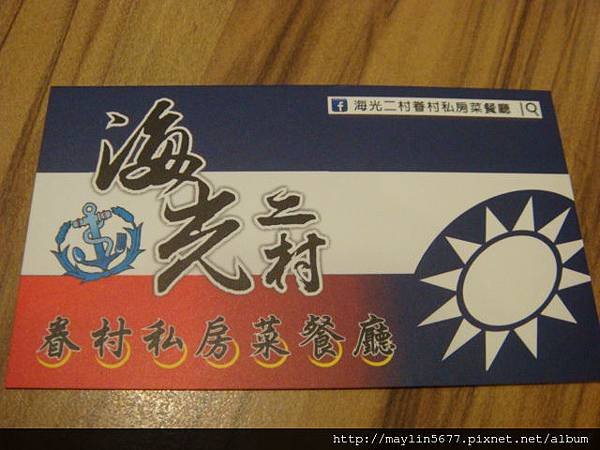 海光二村眷村私房菜餐廳
海光
二村
眷村私房菜餐廳
http://maylin5677.pixnet.net/album